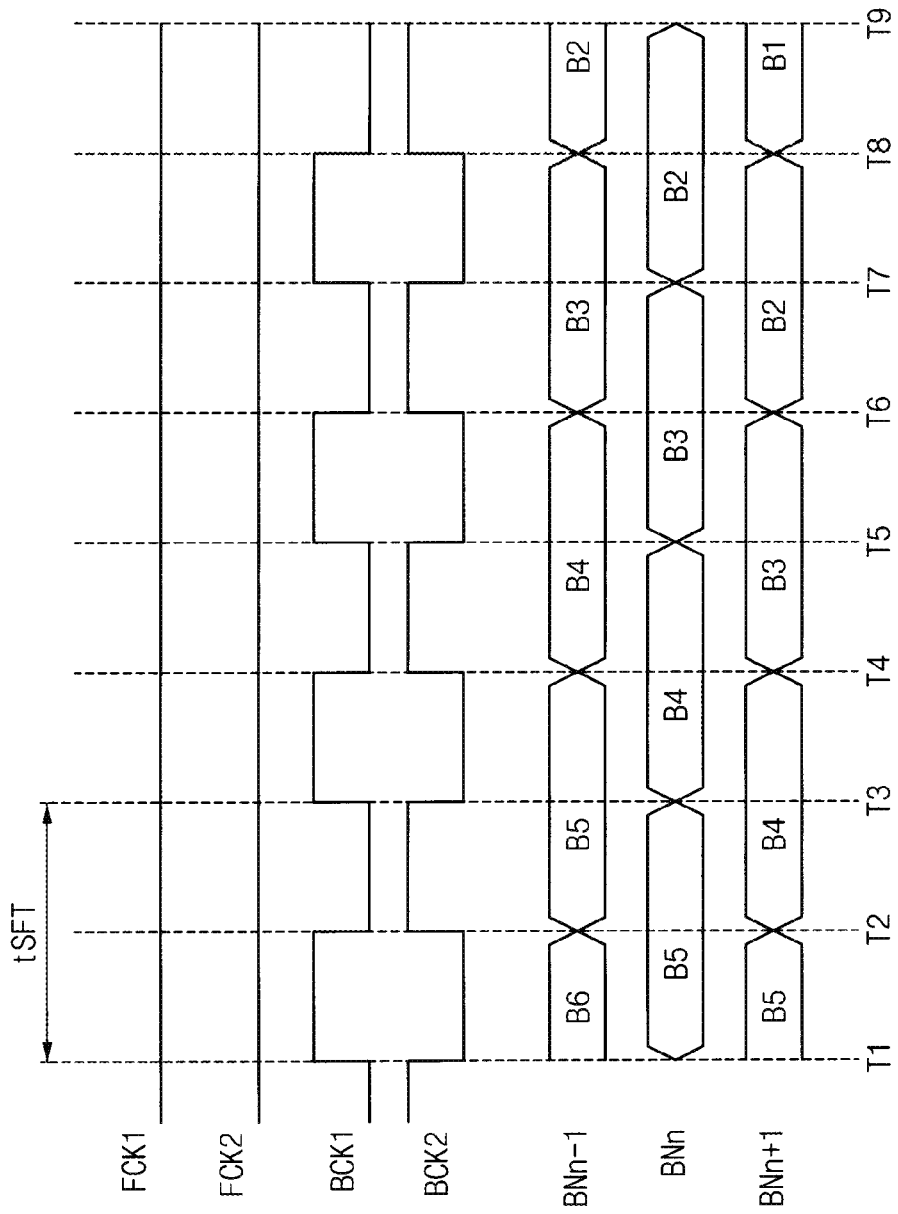 tSFT
FCK1
FCK2
BCK1
BCK2
BNn-1 B6 B5 B4 B3 B2
BNn B5 B4 B3 B2
BNn+1 B5 B4 B3 B2 B1
T1 T2 T3 T4 T5 T6 T7 T8 T9